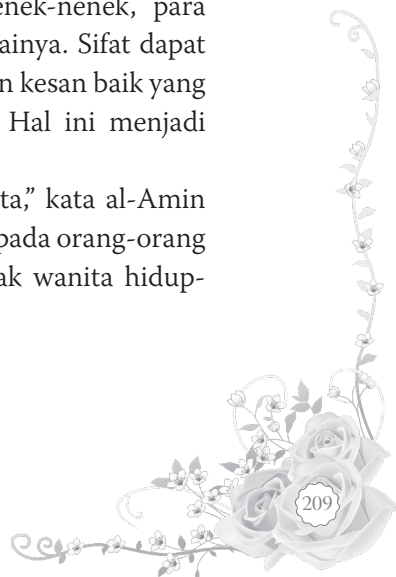 enek-nenek, para
ainya. Sifat dapat
n kesan baik yang
Hal ini menjadi
ta,” kata al-Amin
pada orang-orang
ak wanita hidup-
209